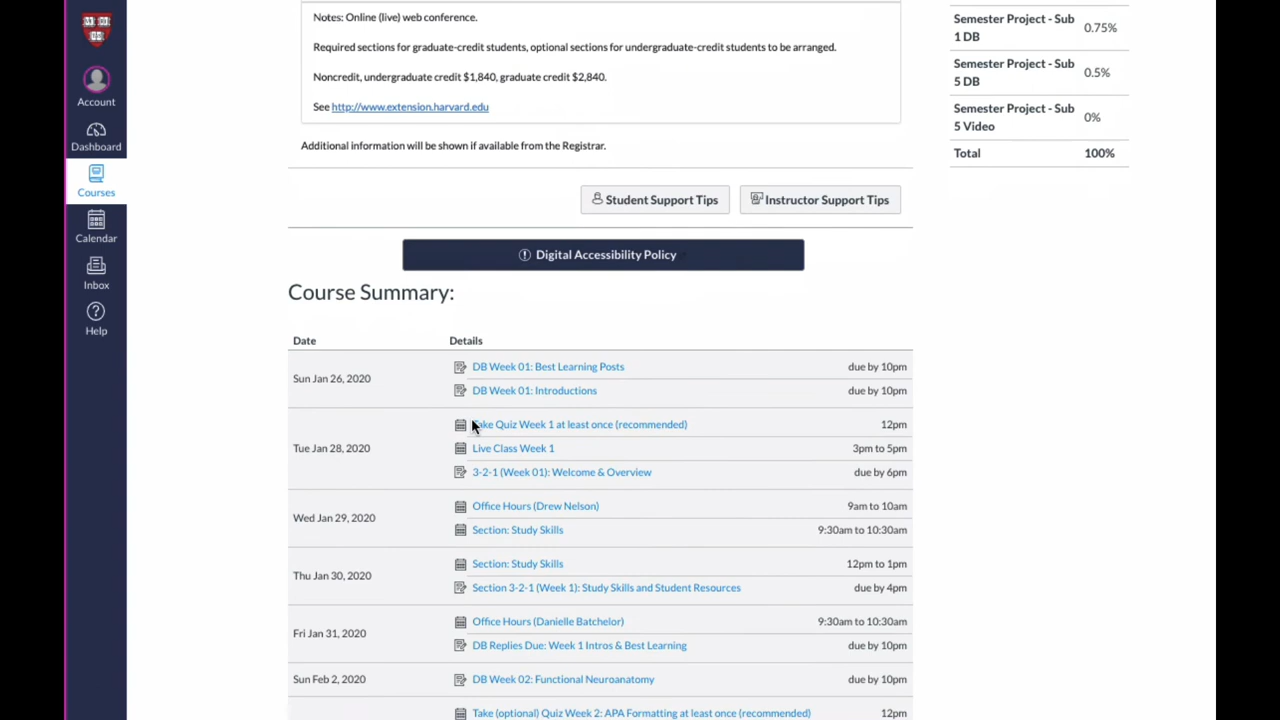 Account
Dashboard
Courses
Calendar
Inbox
Help
Notes: Online (live) web conference.
Required sections for graduate-credit students, optional sections for undergraduate-credit students to be arranged.
Noncredit, undergraduate credit $1,840, graduate credit $2,840.
See http://www.extension.harvard.edu
Additional information will be shown if available from the Registrar.
Student Support Tips
Instructor Support Tips
Digital Accessibility Policy
Course Summary:
Date Details
Sun Jan 26, 2020
DB Week 01: Best Learning Posts due by 10pm
DB Week 01: Introductions due by 10pm
Tue Jan 28, 2020
Take Quiz Week 1 at least once (recommended) 12pm
Live Class Week 1 3pm to 5pm
3-2-1 (Week 01): Welcome & Overview due by 6pm
Wed Jan 29, 2020
Office Hours (Drew Nelson) 9am to 10am
Section: Study Skills 9:30am to 10:30am
Thu Jan 30, 2020
Section: Study Skills 12pm to 1pm
Section 3-2-1 (Week 1): Study Skills and Student Resources due by 4pm
Fri Jan 31, 2020
Office Hours (Danielle Batchelor) 9:30am to 10:30am
DB Replies Due: Week 1 Intros & Best Learning due by 10pm
Sun Feb 2, 2020
DB Week 02: Functional Neuroanatomy due by 10pm
Take (optional) Quiz Week 2: APA Formatting at least once (recommended) 12pm
Semester Project - Sub
1 DB 0.75%
Semester Project - Sub
5 DB 0.5%
Semester Project - Sub
5 Video 0%
Total 100%